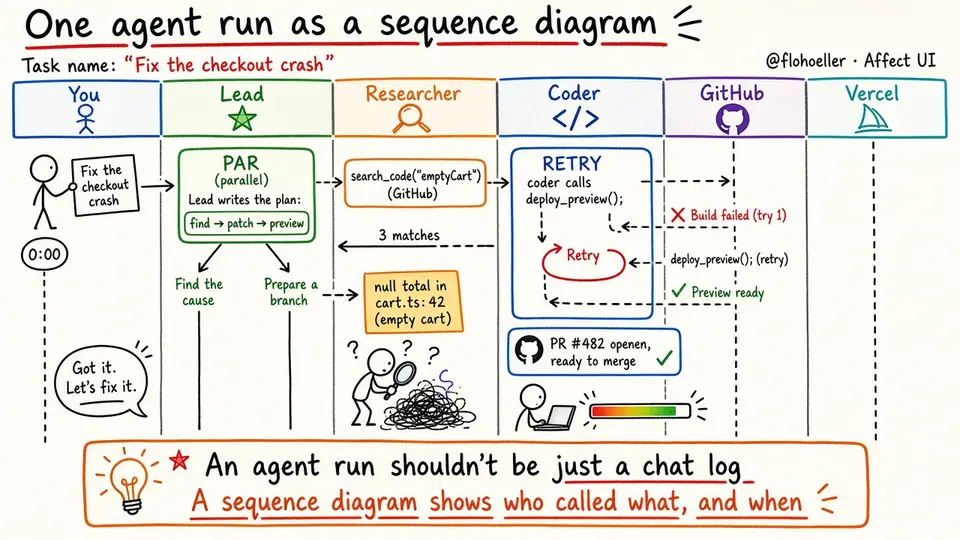 One agent run as a sequence diagram
Task name: “Fix the checkout crash”
@flohoeller · Affect UI
You
Lead
Researcher
Coder
</>
GitHub
Vercel
Fix the
checkout
crash
0:00
PAR
(parallel)
Lead writes the plan:
find → patch → preview
Find the
cause
Prepare a
branch
search_code("emptyCart")
(GitHub)
3 matches
null total in
cart.ts: 42
(empty cart)
? ? ?
RETRY
coder calls
deploy_preview();
Retry
✗ Build failed (try 1)
deploy_preview(); (retry)
✓ Preview ready
PR #482 openen,
ready to merge ✓
Got it.
Let's fix it.
An agent run shouldn't be just a chat log
A sequence diagram shows who called what, and when